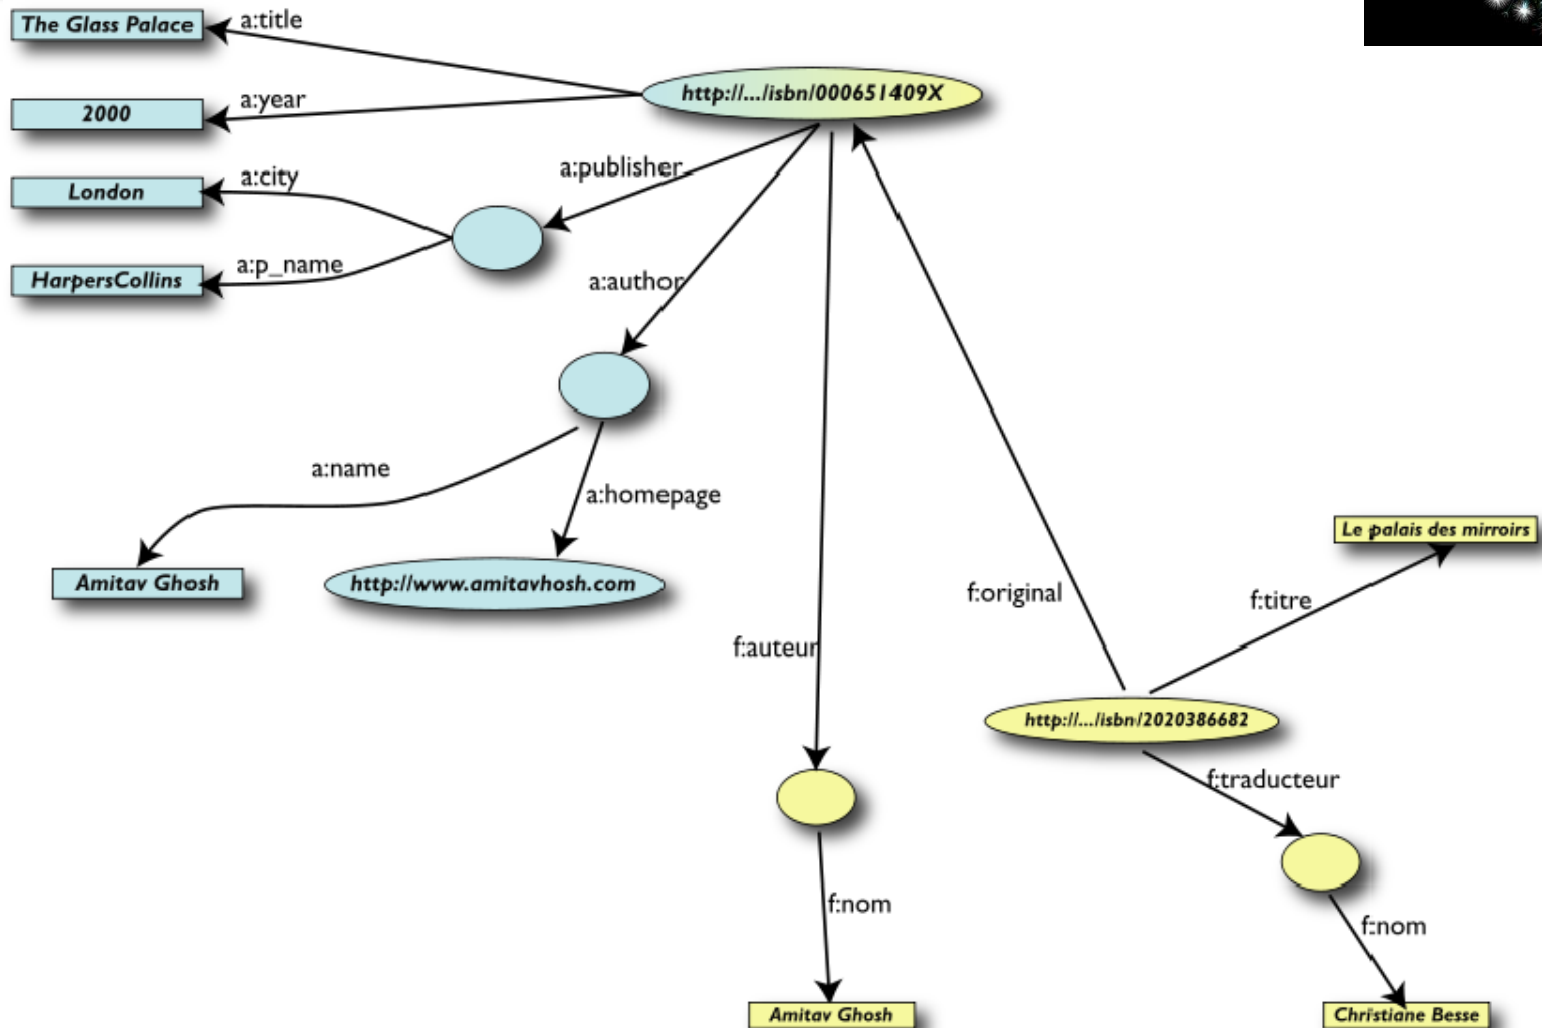 The Glass Palace
a:title
http://.../isbn/000651409X
a:year
2000
a:publisher
a:city
London
a:p_name
HarpersCollins
a:author
a:name
a:homepage
Le palais des mirroirs
Amitav Ghosh
http://www.amitavhosh.com
f:original
f:titre
f:auteur
http://.../isbn/2020386682
f:traducteur
f:nom
f:nom
Amitav Ghosh
Christiane Besse